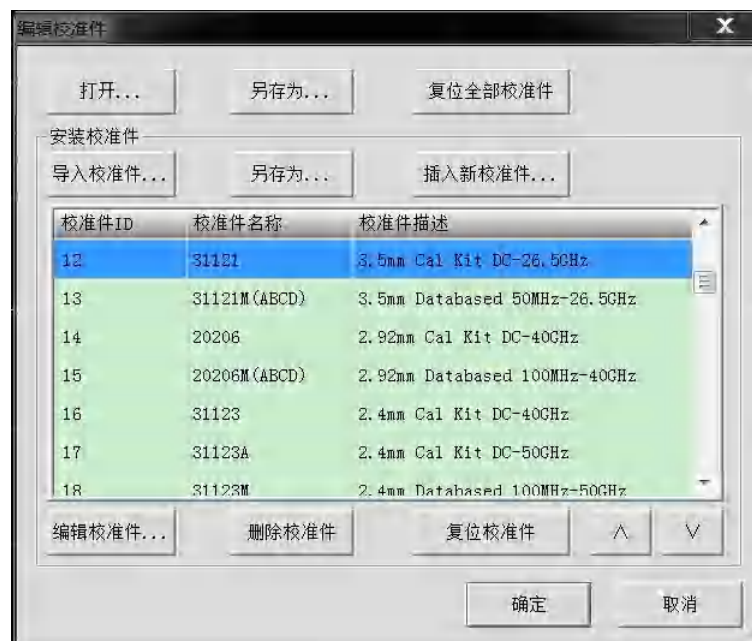 编辑校准件
打开... 另存为... 复位全部校准件
安装校准件
导入校准件... 另存为... 插入新校准件...
校准件ID 校准件名称 校准件描述
12 31121 3.5mm Cal Kit DC-26.5GHz
13 31121M(ABCD) 3.5mm Databased 50MHz-26.5GHz
14 20206 2.92mm Cal Kit DC-40GHz
15 20206M(ABCD) 2.92mm Databased 100MHz-40GHz
16 31123 2.4mm Cal Kit DC-40GHz
17 31123A 2.4mm Cal Kit DC-50GHz
18 31123M 2.4mm Databased 100MHz-50GHz
编辑校准件... 删除校准件 复位校准件
确定 取消